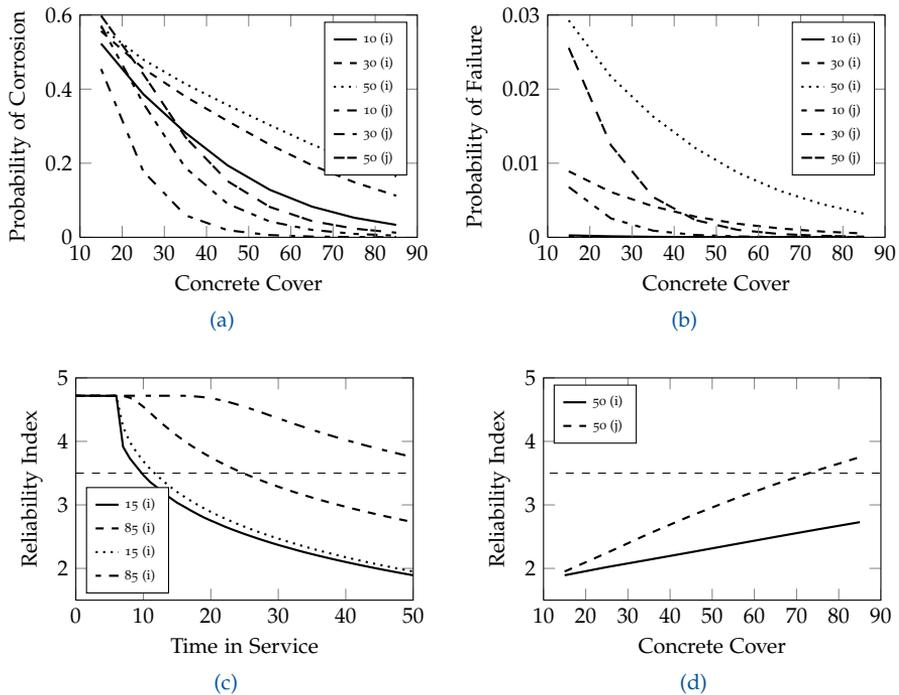 Probability of Corrosion
0.6
0.4
0.2
0
10 20 30 40 50 60 70 80 90
Concrete Cover
10 (i)
30 (i)
50 (i)
10 (j)
30 (j)
50 (j)
(a)
Probability of Failure
0.03
0.02
0.01
0
10 20 30 40 50 60 70 80 90
Concrete Cover
10 (i)
30 (i)
50 (i)
10 (j)
30 (j)
50 (j)
(b)
Reliability Index
5
4
3
2
0 10 20 30 40 50
Time in Service
15 (i)
85 (i)
15 (i)
85 (i)
(c)
Reliability Index
5
4
3
2
10 20 30 40 50 60 70 80 90
Concrete Cover
50 (i)
50 (j)
(d)